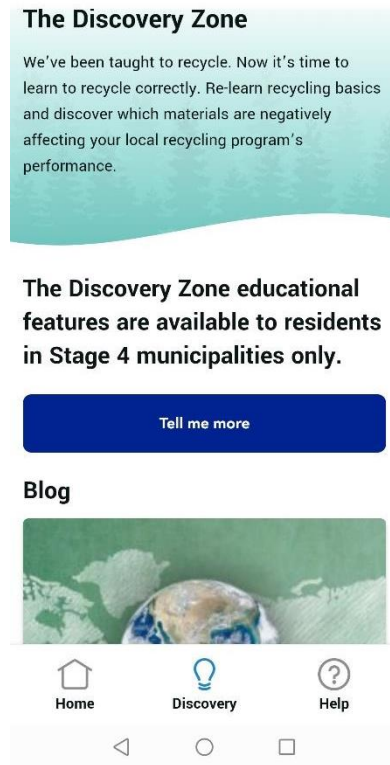 The Discovery Zone
We've been taught to recycle. Now it's time to
learn to recycle correctly. Re-learn recycling basics
and discover which materials are negatively
affecting your local recycling program's
performance.
The Discovery Zone educational
features are available to residents
in Stage 4 municipalities only.
Tell me more
Blog
Home Discovery Help